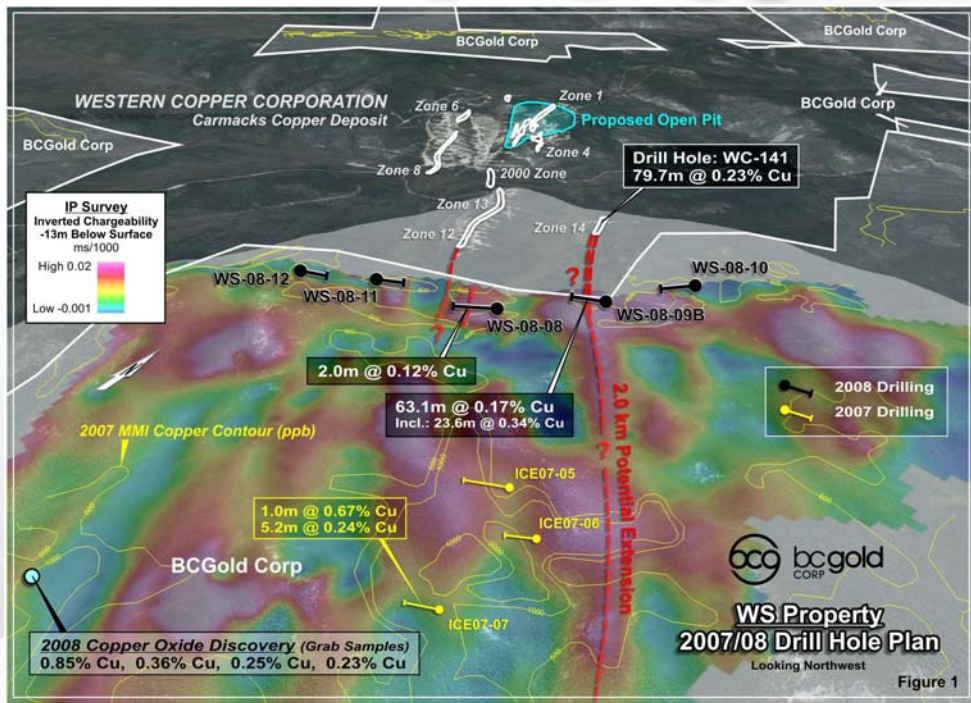 BCGold Corp
BCGold Corp
WESTERN COPPER CORPORATION
Carmacks Copper Deposit
Zone 6
Zone 1
Proposed Open Pit
BCGold Corp
BCGold Corp
Zone 4
Zone 8
2000 Zone
Drill Hole: WC-141
79.7m @ 0.23% Cu
Zone 13
Zone 12
Zone 14
IP Survey
Inverted Chargeability
-13m Below Surface
ms/1000
High 0.02
Low -0.001
WS-08-12
WS-08-11
WS-08-08
?
WS-08-09B
WS-08-10
?
2.0m @ 0.12% Cu
63.1m @ 0.17% Cu
Incl.: 23.6m @ 0.34% Cu
2008 Drilling
2007 Drilling
2.0 km Potential Extension
?
2007 MMI Copper Contour (ppb)
ICE07-05
1.0m @ 0.67% Cu
5.2m @ 0.24% Cu
ICE07-06
BCGold Corp
ICE07-07
2008 Copper Oxide Discovery (Grab Samples)
0.85% Cu, 0.36% Cu, 0.25% Cu, 0.23% Cu
bcg bcgold
CORP
WS Property
2007/08 Drill Hole Plan
Looking Northwest
Figure 1